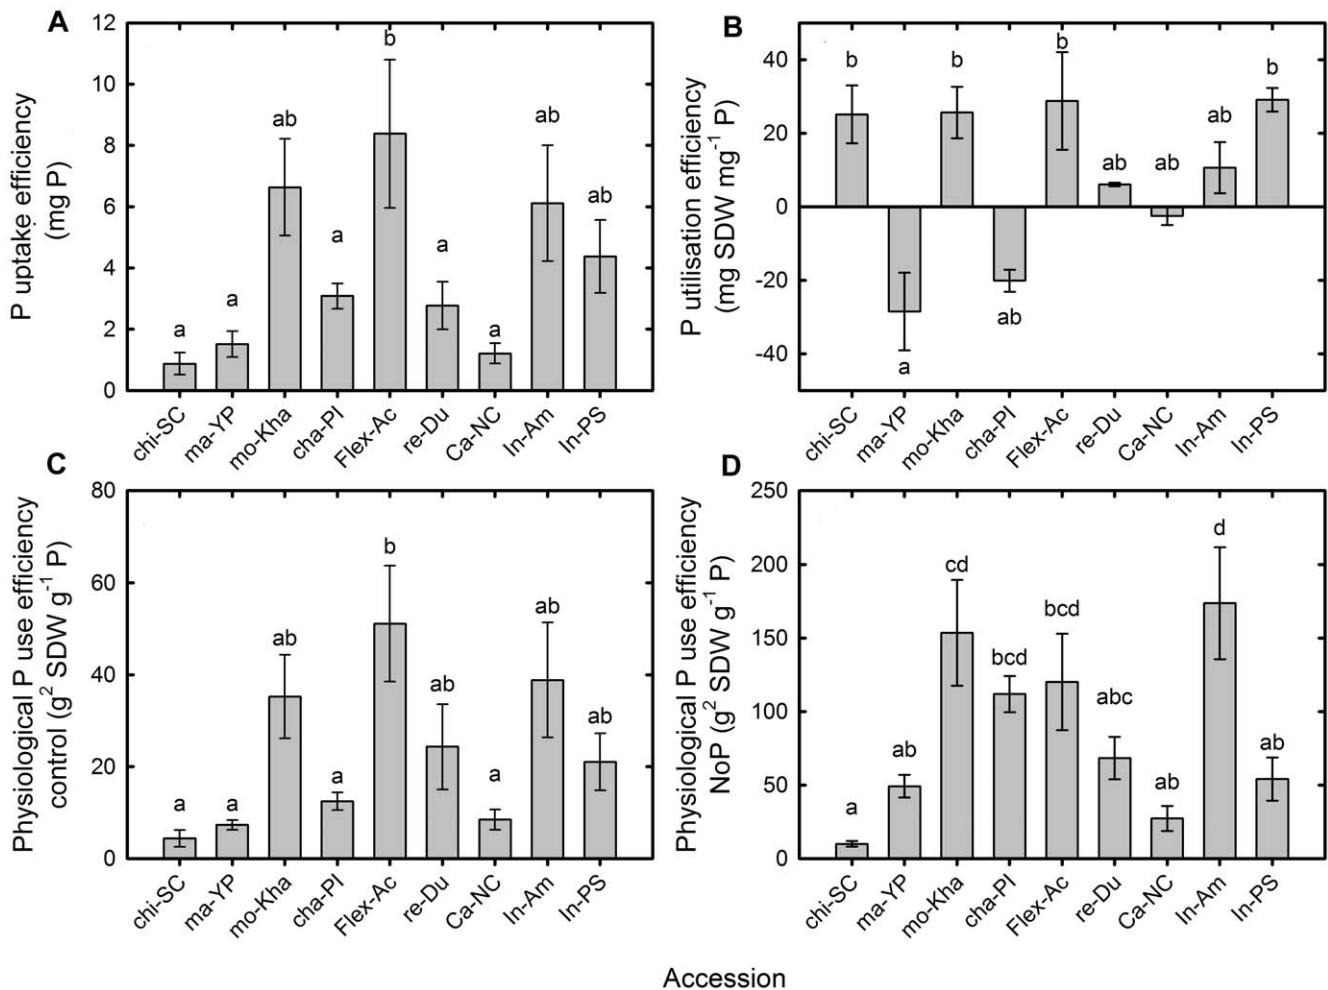 A
P uptake efficiency
(mg P)
12
10
8
6
4
2
0
a
a
ab
a
b
a
a
ab
ab
chi-SC
ma-YP
mo-Kha
cha-PI
Flex-Ac
re-Du
Ca-NC
In-Am
In-PS
B
P utilisation efficiency
(mg SDW mg⁻¹ P)
40
20
0
-20
-40
b
a
b
ab
b
ab
ab
ab
b
chi-SC
ma-YP
mo-Kha
cha-PI
Flex-Ac
re-Du
Ca-NC
In-Am
In-PS
C
Physiological P use efficiency
control (g² SDW g⁻¹ P)
80
60
40
20
0
a
a
ab
a
b
ab
a
ab
ab
chi-SC
ma-YP
mo-Kha
cha-PI
Flex-Ac
re-Du
Ca-NC
In-Am
In-PS
D
Physiological P use efficiency
NoP (g² SDW g⁻¹ P)
250
200
150
100
50
0
a
ab
cd
bcd
bcd
abc
ab
d
ab
chi-SC
ma-YP
mo-Kha
cha-PI
Flex-Ac
re-Du
Ca-NC
In-Am
In-PS
Accession